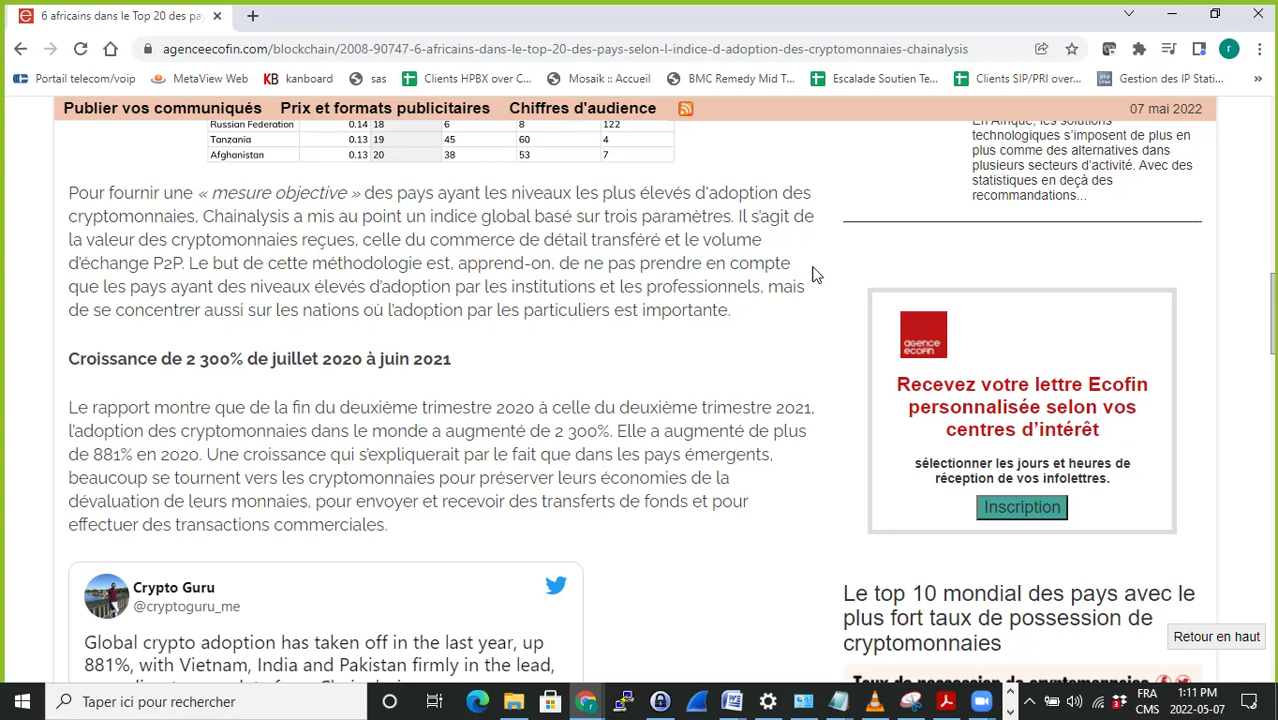 6 africains dans le Top 20 des pa
agenceecofin.com/blockchain/2008-90747-6-africains-dans-le-top-20-des-pays-selon-l-indice-d-adoption-des-cryptomonnaies-chainalysis
r
Portail telecom/voip
MetaView Web
KB kanboard
sas
Clients HPBX over C...
Mosaik :: Accueil
BMC Remedy Mid T...
Escalade Soutien Te...
Clients SIP/PRI over...
Gestion des IP Stati...
»
Publier vos communiqués Prix et formats publicitaires Chiffres d'audience
07 mai 2022
Russian Federation 0.14 18 6 8 122
Tanzania 0.13 19 45 60 4
Afghanistan 0.13 20 38 53 7
Pour fournir une « mesure objective » des pays ayant les niveaux les plus élevés d'adoption des
cryptomonnaies, Chainalysis a mis au point un indice global basé sur trois paramètres. Il s'agit de
la valeur des cryptomonnaies reçues, celle du commerce de détail transféré et le volume
d'échange P2P. Le but de cette méthodologie est, apprend-on, de ne pas prendre en compte
que les pays ayant des niveaux élevés d'adoption par les institutions et les professionnels, mais
de se concentrer aussi sur les nations où l'adoption par les particuliers est importante.
Croissance de 2 300% de juillet 2020 à juin 2021
Le rapport montre que de la fin du deuxième trimestre 2020 à celle du deuxième trimestre 2021,
l'adoption des cryptomonnaies dans le monde a augmenté de 2 300%. Elle a augmenté de plus
de 881% en 2020. Une croissance qui s'expliquerait par le fait que dans les pays émergents,
beaucoup se tournent vers les cryptomonnaies pour préserver leurs économies de la
dévaluation de leurs monnaies, pour envoyer et recevoir des transferts de fonds et pour
effectuer des transactions commerciales.
Crypto Guru
@cryptoguru_me
Global crypto adoption has taken off in the last year, up
881%, with Vietnam, India and Pakistan firmly in the lead,
En Afrique, les solutions
technologiques s'imposent de plus en
plus comme des alternatives dans
plusieurs secteurs d'activité. Avec des
statistiques en deçà des
recommandations...
agence
ecofin
Recevez votre lettre Ecofin
personnalisée selon vos
centres d'intérêt
sélectionner les jours et heures de
réception de vos infolettres.
Inscription
Le top 10 mondial des pays avec le
plus fort taux de possession de
cryptomonnaies
Retour en haut
Taux de possession de cryptomonnaies
Taper ici pour rechercher
FRA
CMS
1:11 PM
2022-05-07